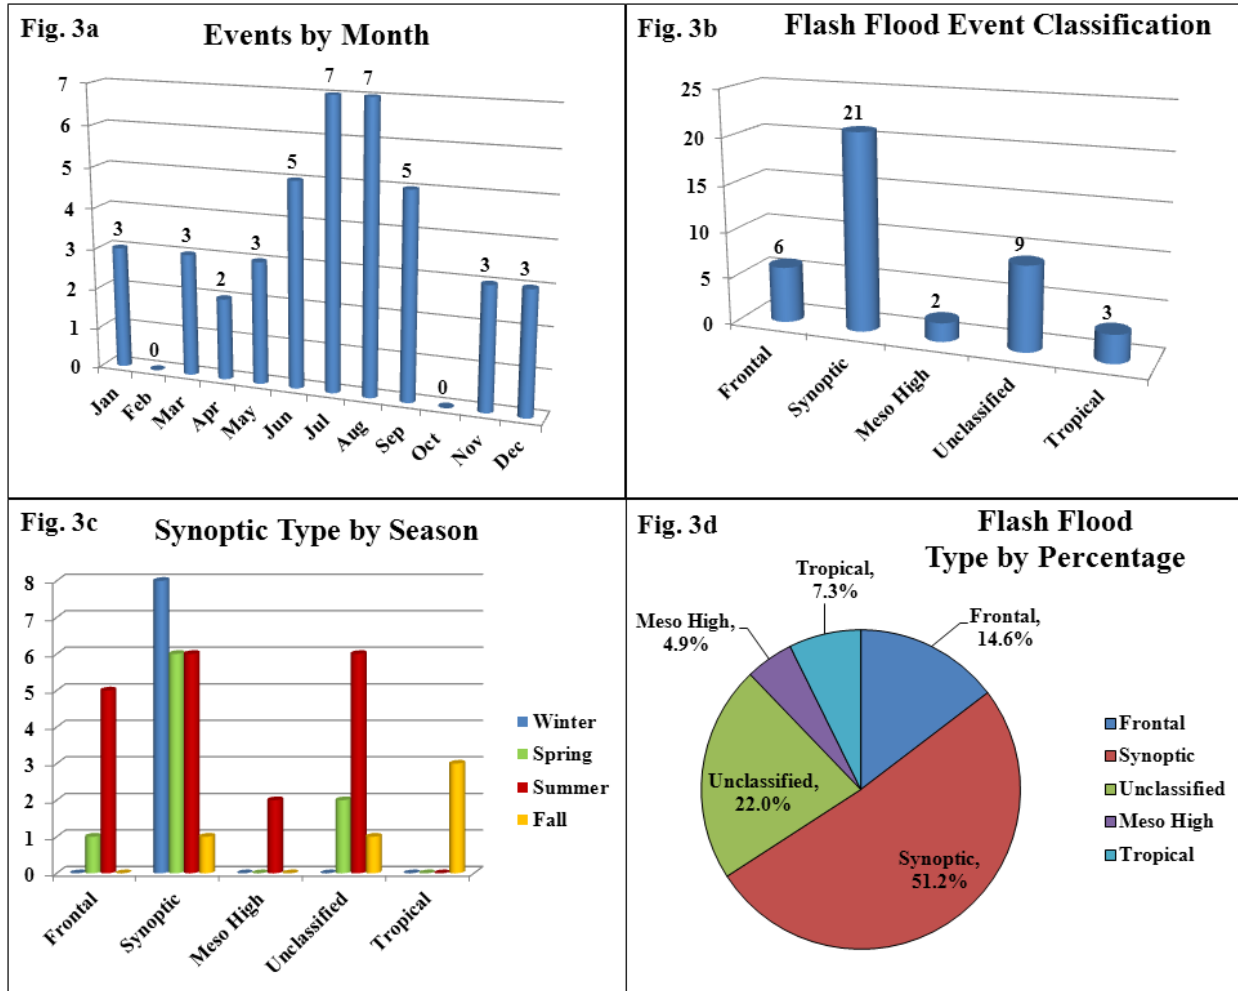 Fig. 3a
Events by Month
7
6
5
4
3
2
1
0
3
0
3
2
3
5
7
7
5
0
3
3
Jan
Feb
Mar
Apr
May
Jun
Jul
Aug
Sep
Oct
Nov
Dec
Fig. 3b
Flash Flood Event Classification
25
20
15
10
5
0
6
21
2
9
3
Frontal
Synoptic
Meso High
Unclassified
Tropical
Fig. 3c
Synoptic Type by Season
8
7
6
5
4
3
2
1
0
Frontal
Synoptic
Meso High
Unclassified
Tropical
Winter
Spring
Summer
Fall
Fig. 3d
Flash Flood
Type by Percentage
Tropical,
7.3%
Meso High,
4.9%
Frontal,
14.6%
Unclassified,
22.0%
Synoptic,
51.2%
Frontal
Synoptic
Unclassified
Meso High
Tropical